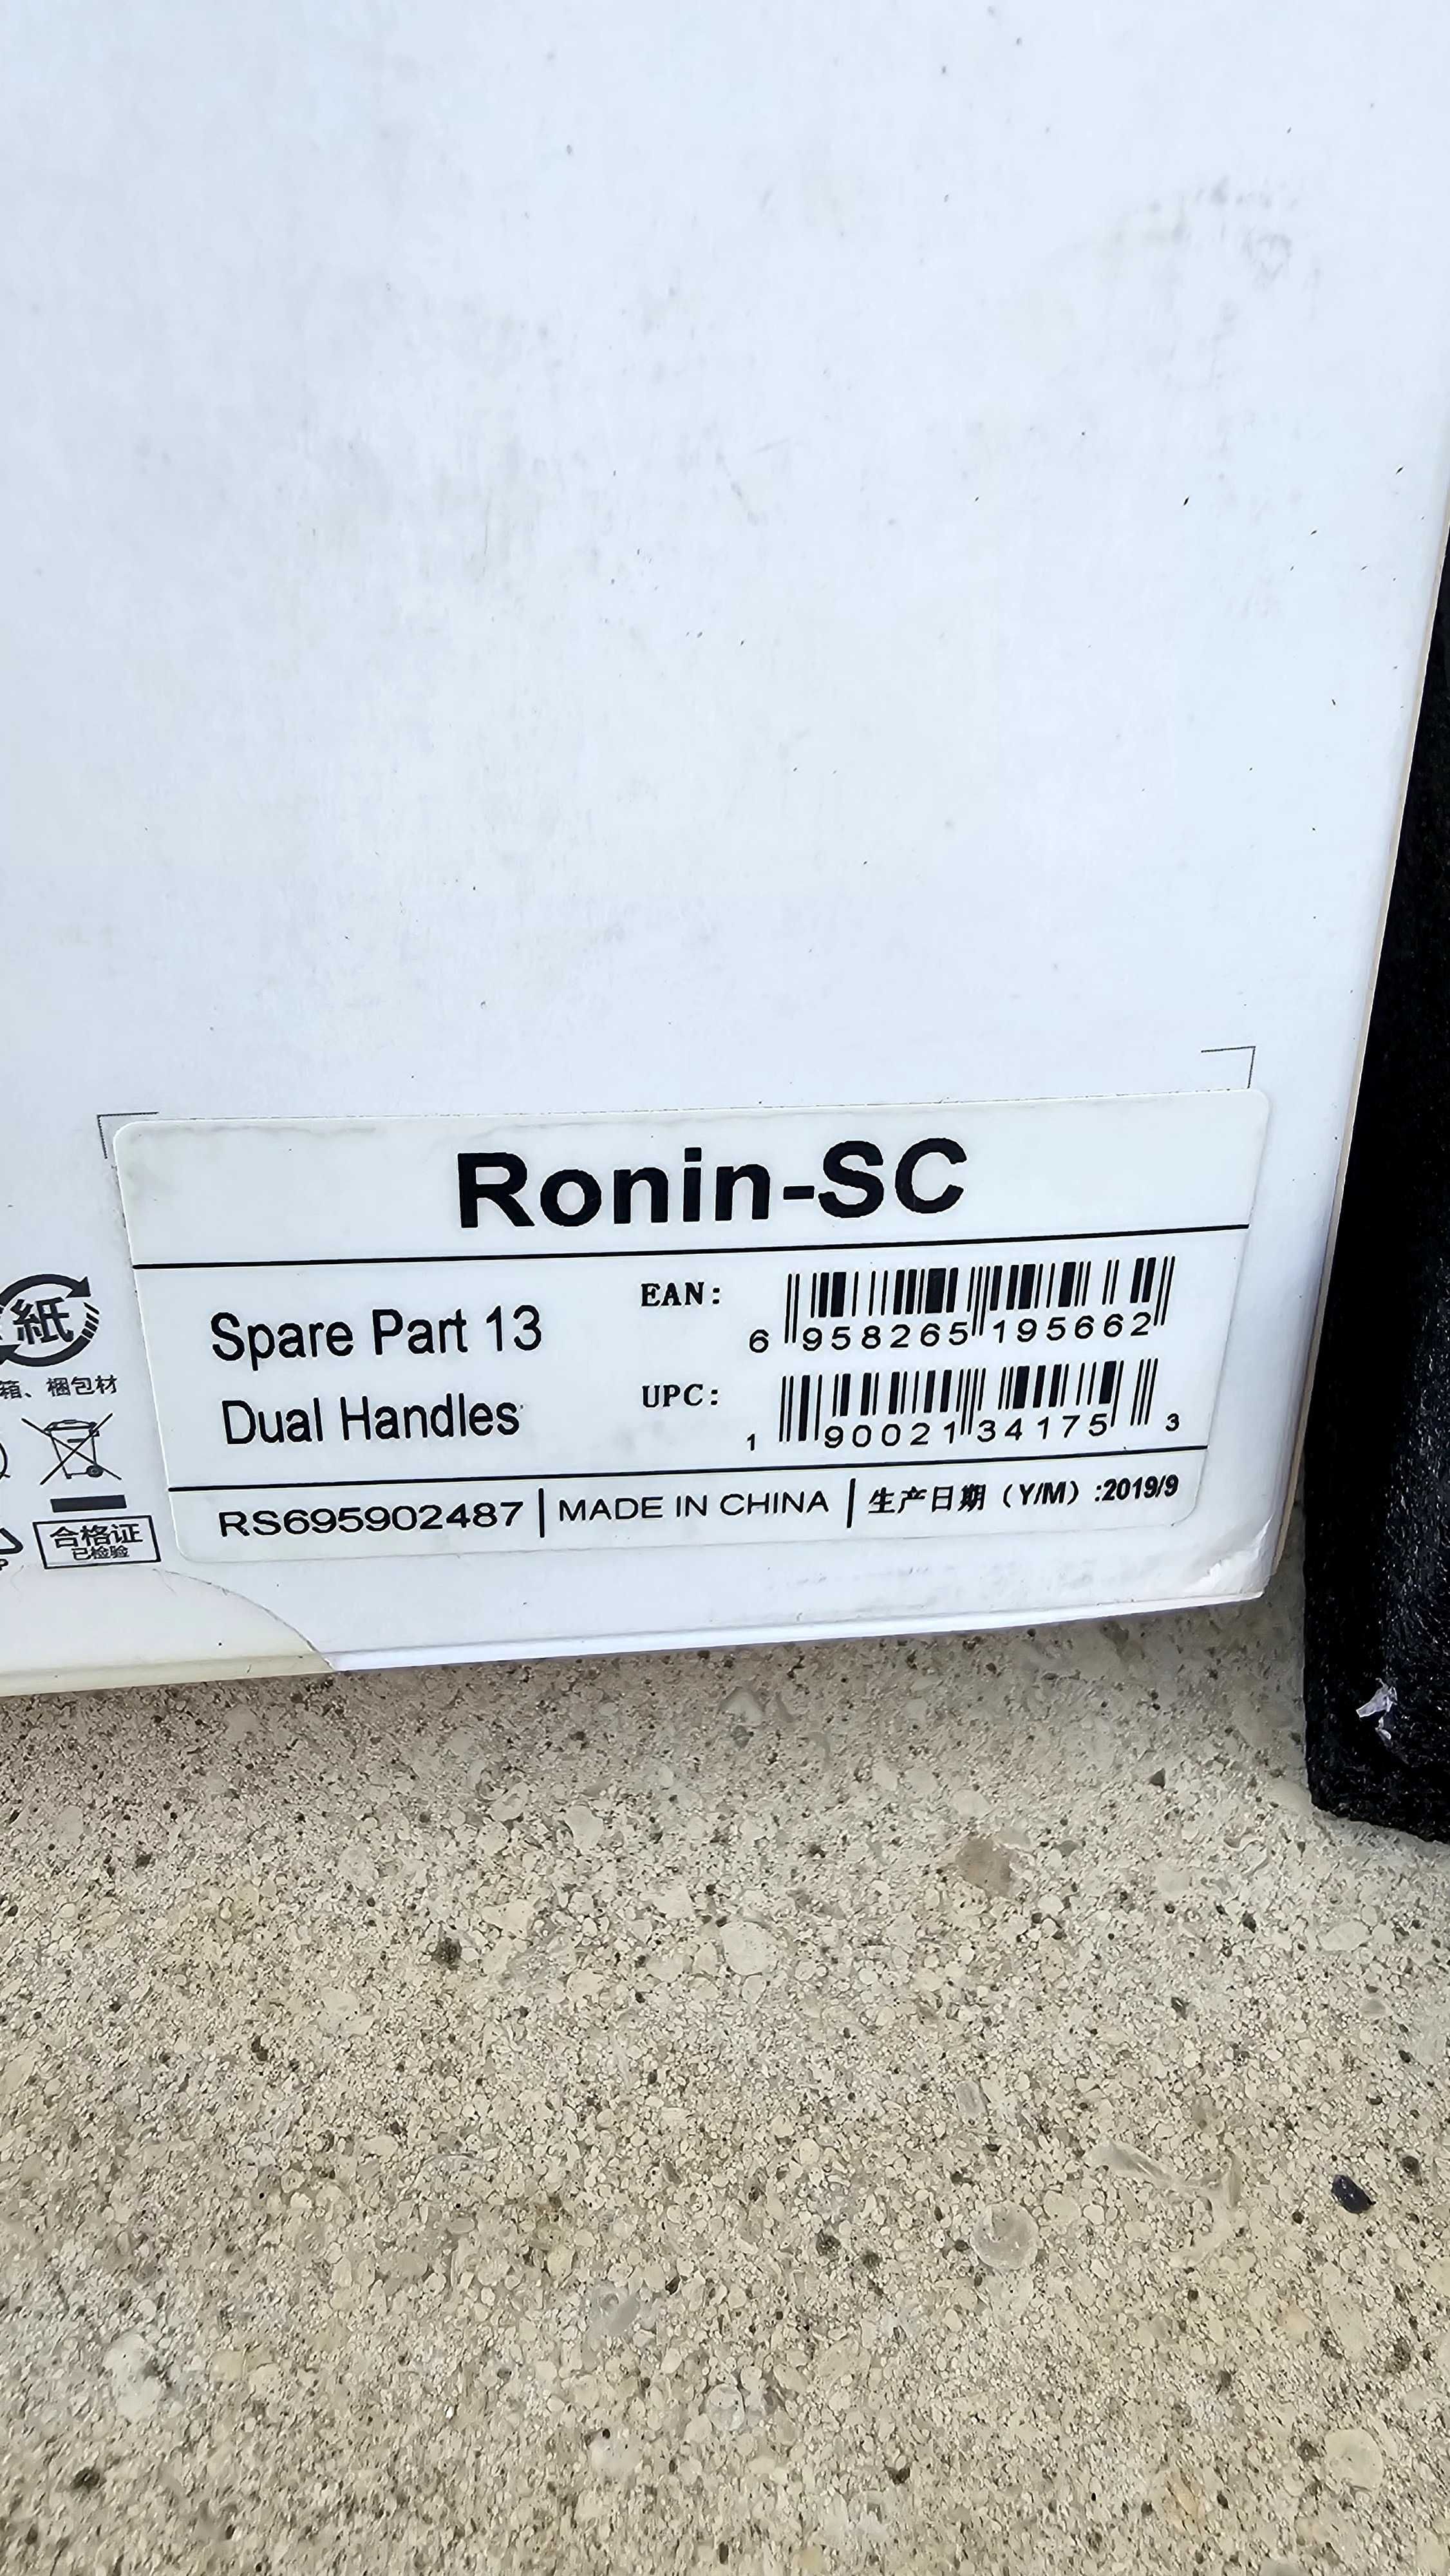 Ronin-SC
Spare Part 13
Dual Handles
EAN:
6 958265 195662
UPC:
1 90021 34175 3
RS695902487 | MADE IN CHINA | 生产日期（Y/M）:2019/9
紙
箱、梱包材
合格证
已检验